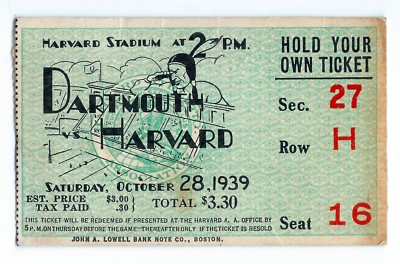 HARVARD STADIUM AT 2 P.M.
DARTMOUTH
VS. HARVARD
SATURDAY, OCTOBER 28, 1939
EST. PRICE $3.00
TAX PAID .30
TOTAL $3.30
THIS TICKET WILL BE REDEEMED IF PRESENTED AT THE HARVARD A. A. OFFICE BY
5 P.M. ON THURSDAY BEFORE THE GAME. THEREAFTER ONLY IF THE TICKET IS RESOLD
JOHN A. LOWELL BANK NOTE CO., BOSTON.
HOLD YOUR
OWN TICKET
SEC. 27
ROW H
SEAT 16